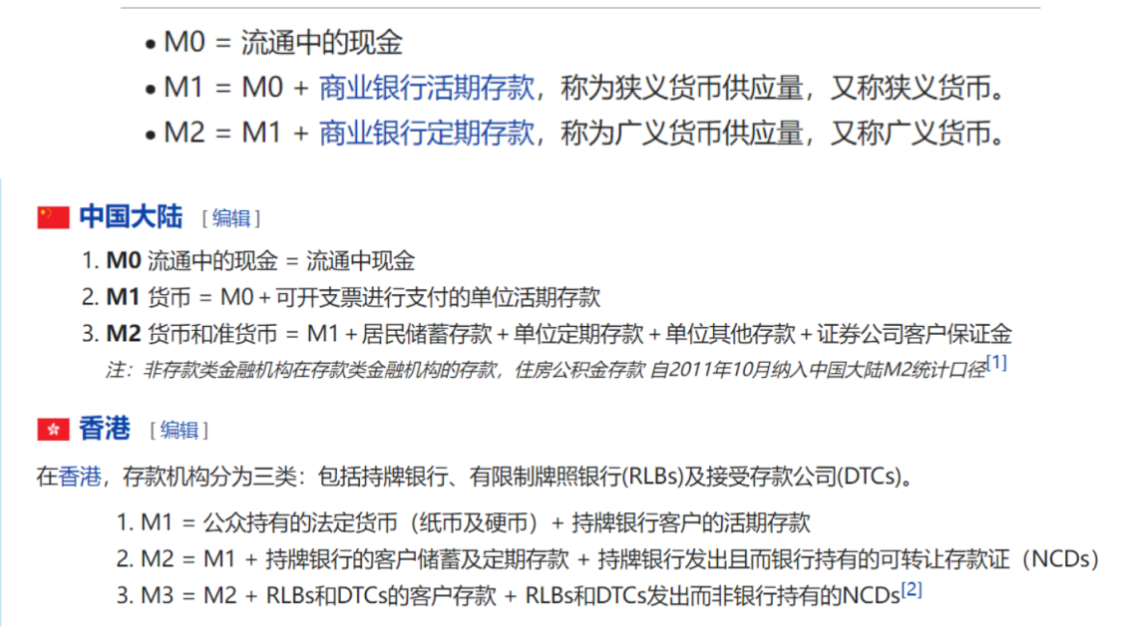 • M0 = 流通中的现金
• M1 = M0 + 商业银行活期存款，称为狭义货币供应量，又称狭义货币。
• M2 = M1 + 商业银行定期存款，称为广义货币供应量，又称广义货币。
中国大陆 [编辑]
1. M0 流通中的现金 = 流通中现金
2. M1 货币 = M0 + 可开支票进行支付的单位活期存款
3. M2 货币和准货币 = M1 + 居民储蓄存款 + 单位定期存款 + 单位其他存款 + 证券公司客户保证金
注：非存款类金融机构在存款类金融机构的存款，住房公积金存款 自2011年10月纳入中国大陆M2统计口径[1]
香港 [编辑]
在香港，存款机构分为三类：包括持牌银行、有限制牌照银行(RLBs)及接受存款公司(DTCs)。
1. M1 = 公众持有的法定货币（纸币及硬币）+ 持牌银行客户的活期存款
2. M2 = M1 + 持牌银行的客户储蓄及定期存款 + 持牌银行发出且而银行持有的可转让存款证（NCDs）
3. M3 = M2 + RLBs和DTCs的客户存款 + RLBs和DTCs发出而非银行持有的NCDs[2]